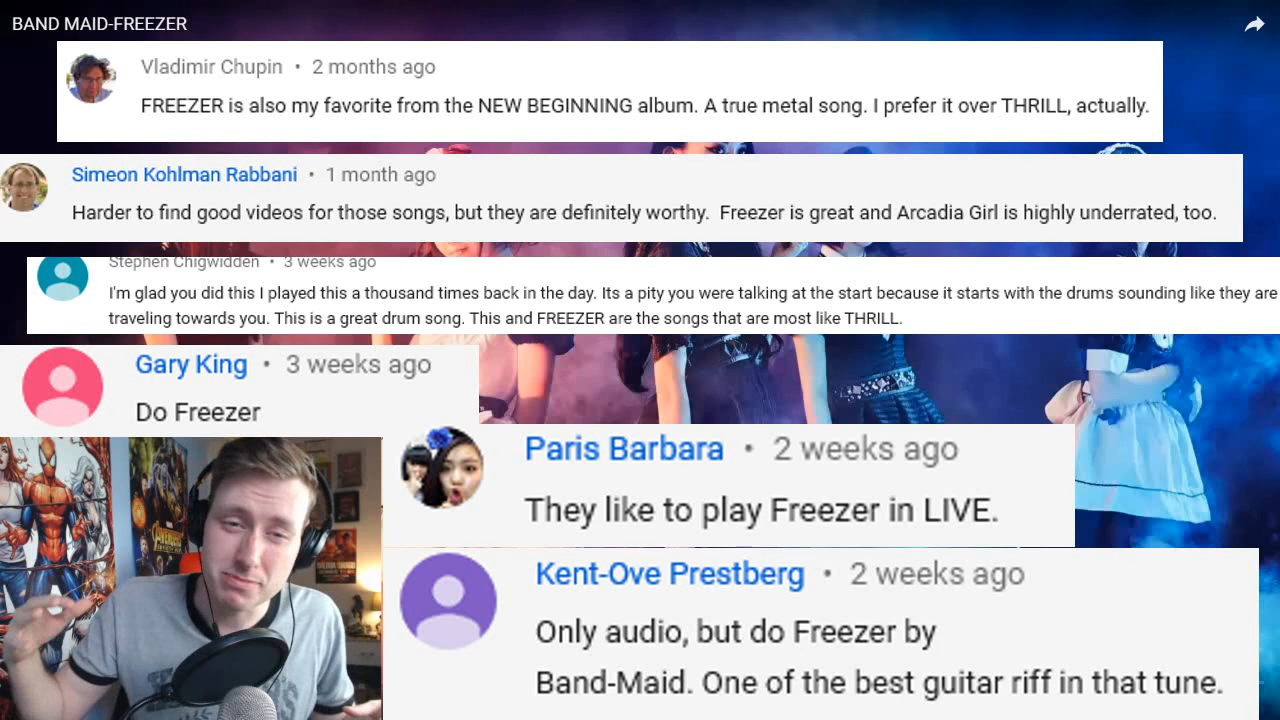 BAND MAID-FREEZER
Vladimir Chupin • 2 months ago
FREEZER is also my favorite from the NEW BEGINNING album. A true metal song. I prefer it over THRILL, actually.
Simeon Kohlman Rabbani • 1 month ago
Harder to find good videos for those songs, but they are definitely worthy. Freezer is great and Arcadia Girl is highly underrated, too.
Stephen Chigwidden • 3 weeks ago
I'm glad you did this I played this a thousand times back in the day. Its a pity you were talking at the start because it starts with the drums sounding like they are
traveling towards you. This is a great drum song. This and FREEZER are the songs that are most like THRILL.
Gary King • 3 weeks ago
Do Freezer
Paris Barbara • 2 weeks ago
They like to play Freezer in LIVE.
Kent-Ove Prestberg • 2 weeks ago
Only audio, but do Freezer by
Band-Maid. One of the best guitar riff in that tune.
AVENGERS